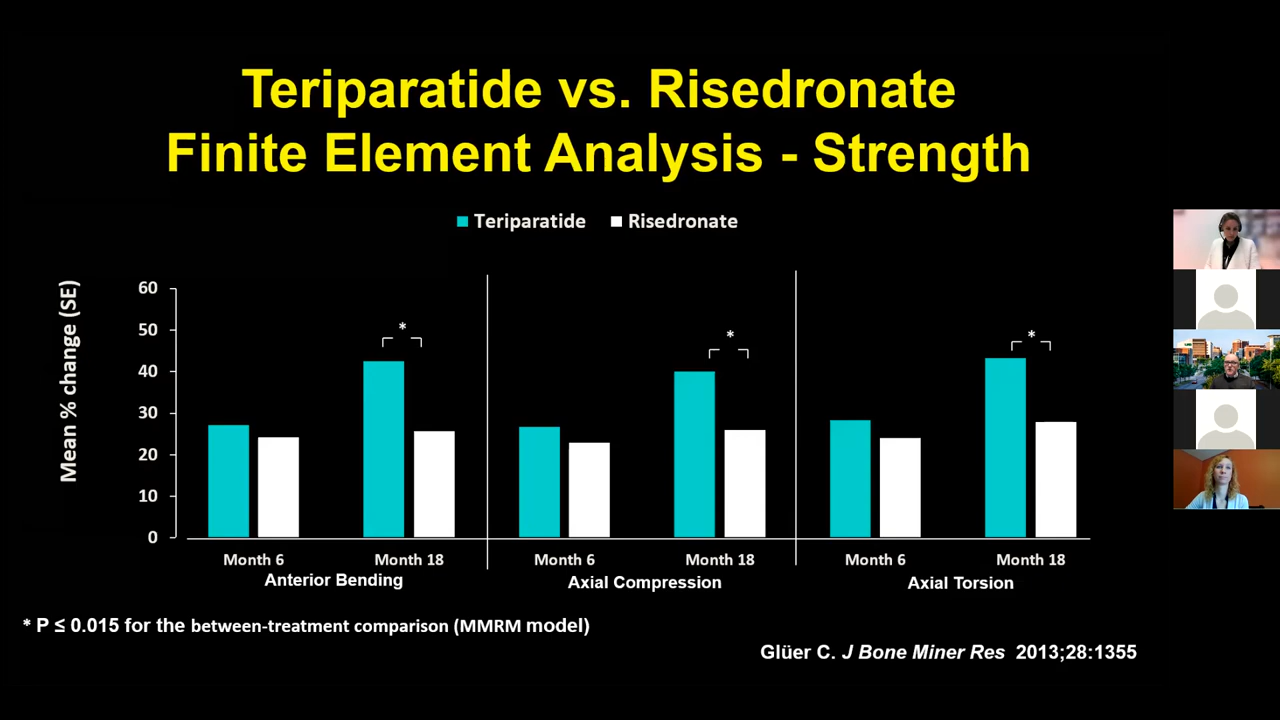 Teriparatide vs. Risedronate
Finite Element Analysis - Strength
Teriparatide Risedronate
Mean % change (SE)
60
50
40
30
20
10
0
* * *
Month 6 Month 18 Month 6 Month 18 Month 6 Month 18
Anterior Bending Axial Compression Axial Torsion
* P ≤ 0.015 for the between-treatment comparison (MMRM model)
Glüer C. J Bone Miner Res 2013;28:1355